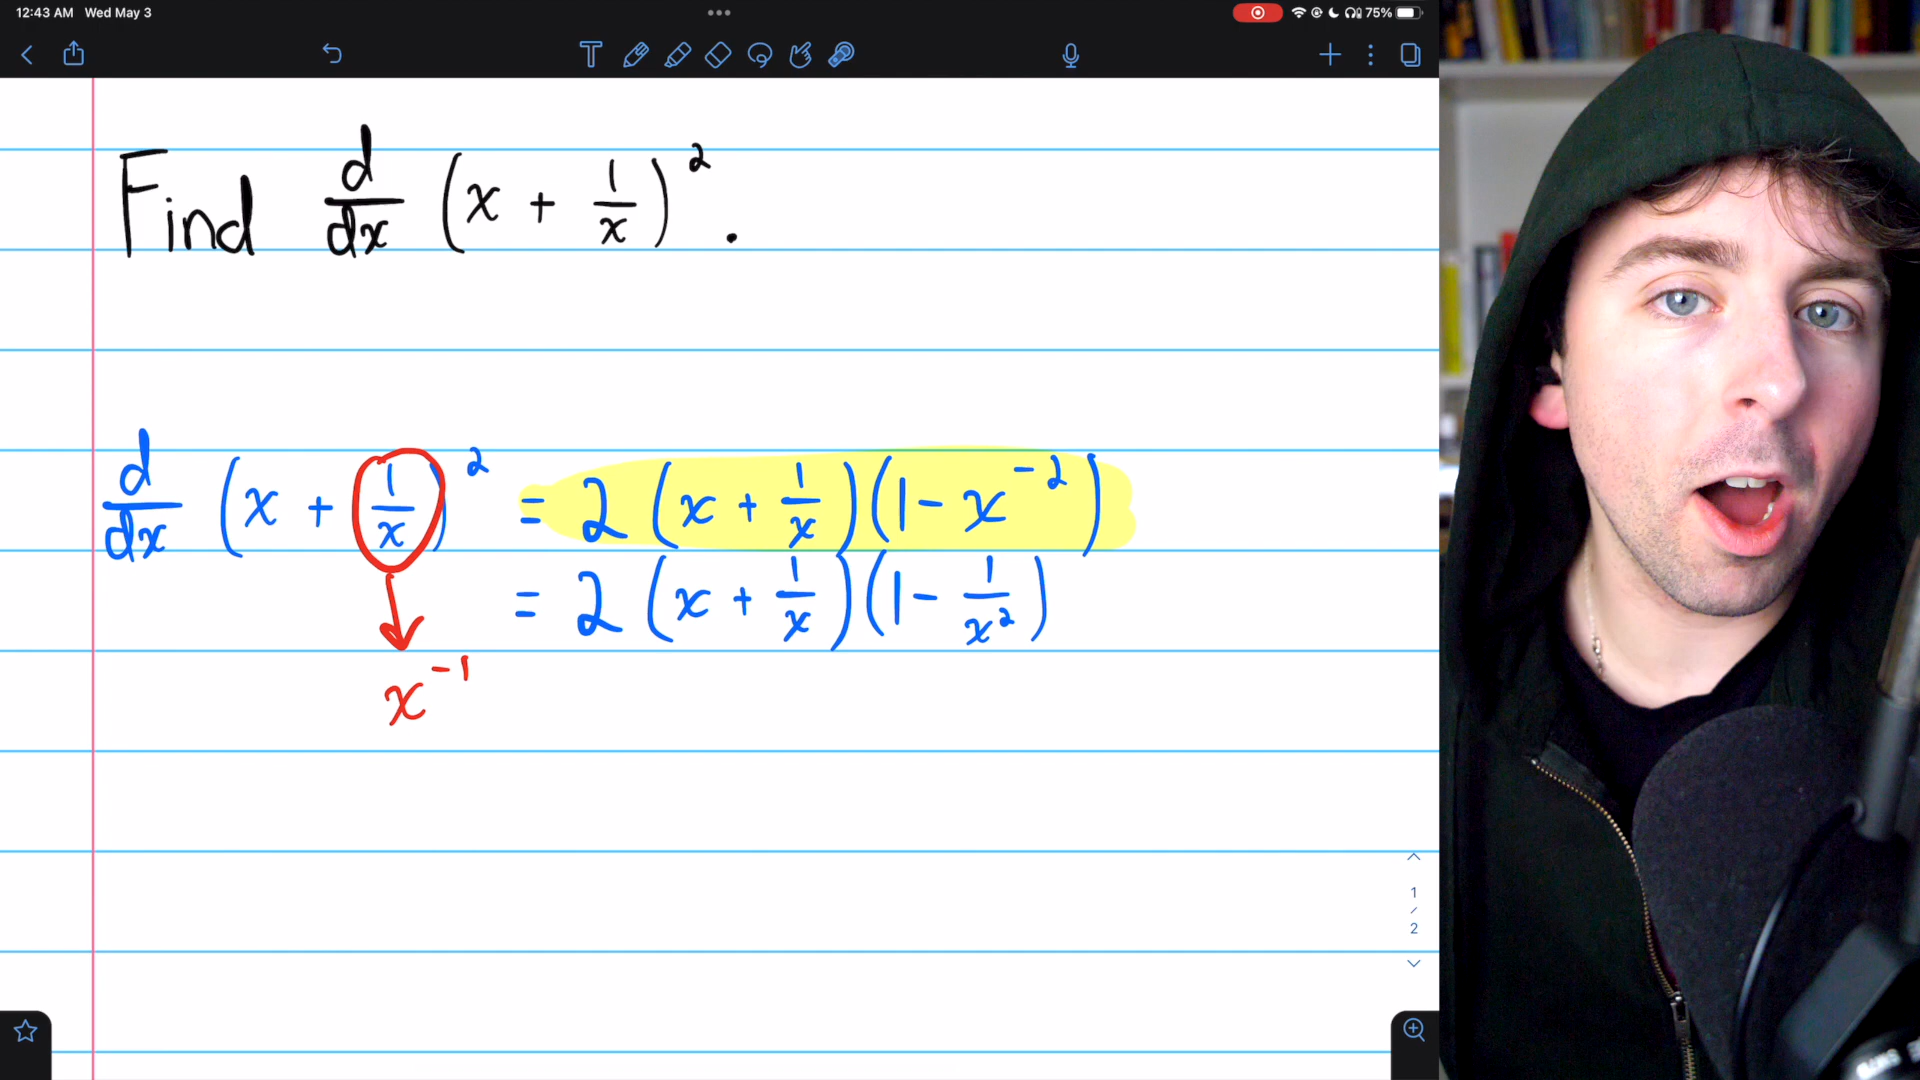 12:43 AM Wed May 3
75%
Find d/dx (x + 1/x)².
d/dx (x + 1/x)² = 2 (x + 1/x)(1 - x⁻²)
= 2 (x + 1/x)(1 - 1/x²)
x⁻¹
1
/
2